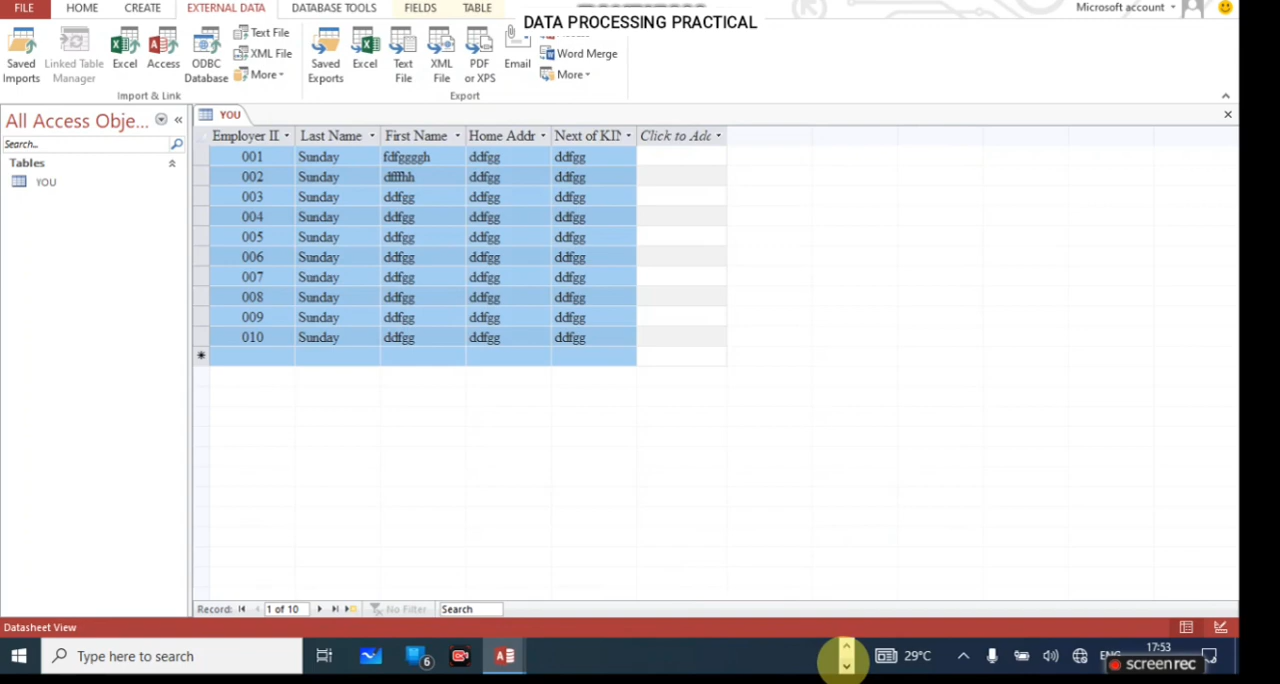 FILE HOME CREATE EXTERNAL DATA DATABASE TOOLS FIELDS TABLE
Microsoft account
DATA PROCESSING PRACTICAL
Saved Imports
Linked Table Manager
Excel
Access
ODBC Database
Text File
XML File
More
Saved Exports
Excel
Text File
XML File
PDF or XPS
Email
Word Merge
More
Import & Link
Export
All Access Obje...
Search...
Tables
YOU
YOU
Employer II Last Name First Name Home Addr Next of KIN Click to Adc
001 Sunday fdfggggh ddfgg ddfgg
002 Sunday dffffhh ddfgg ddfgg
003 Sunday ddfgg ddfgg ddfgg
004 Sunday ddfgg ddfgg ddfgg
005 Sunday ddfgg ddfgg ddfgg
006 Sunday ddfgg ddfgg ddfgg
007 Sunday ddfgg ddfgg ddfgg
008 Sunday ddfgg ddfgg ddfgg
009 Sunday ddfgg ddfgg ddfgg
010 Sunday ddfgg ddfgg ddfgg
Record: 1 of 10 No Filter Search
Datasheet View
Type here to search
6
29°C
17:53
screenrec